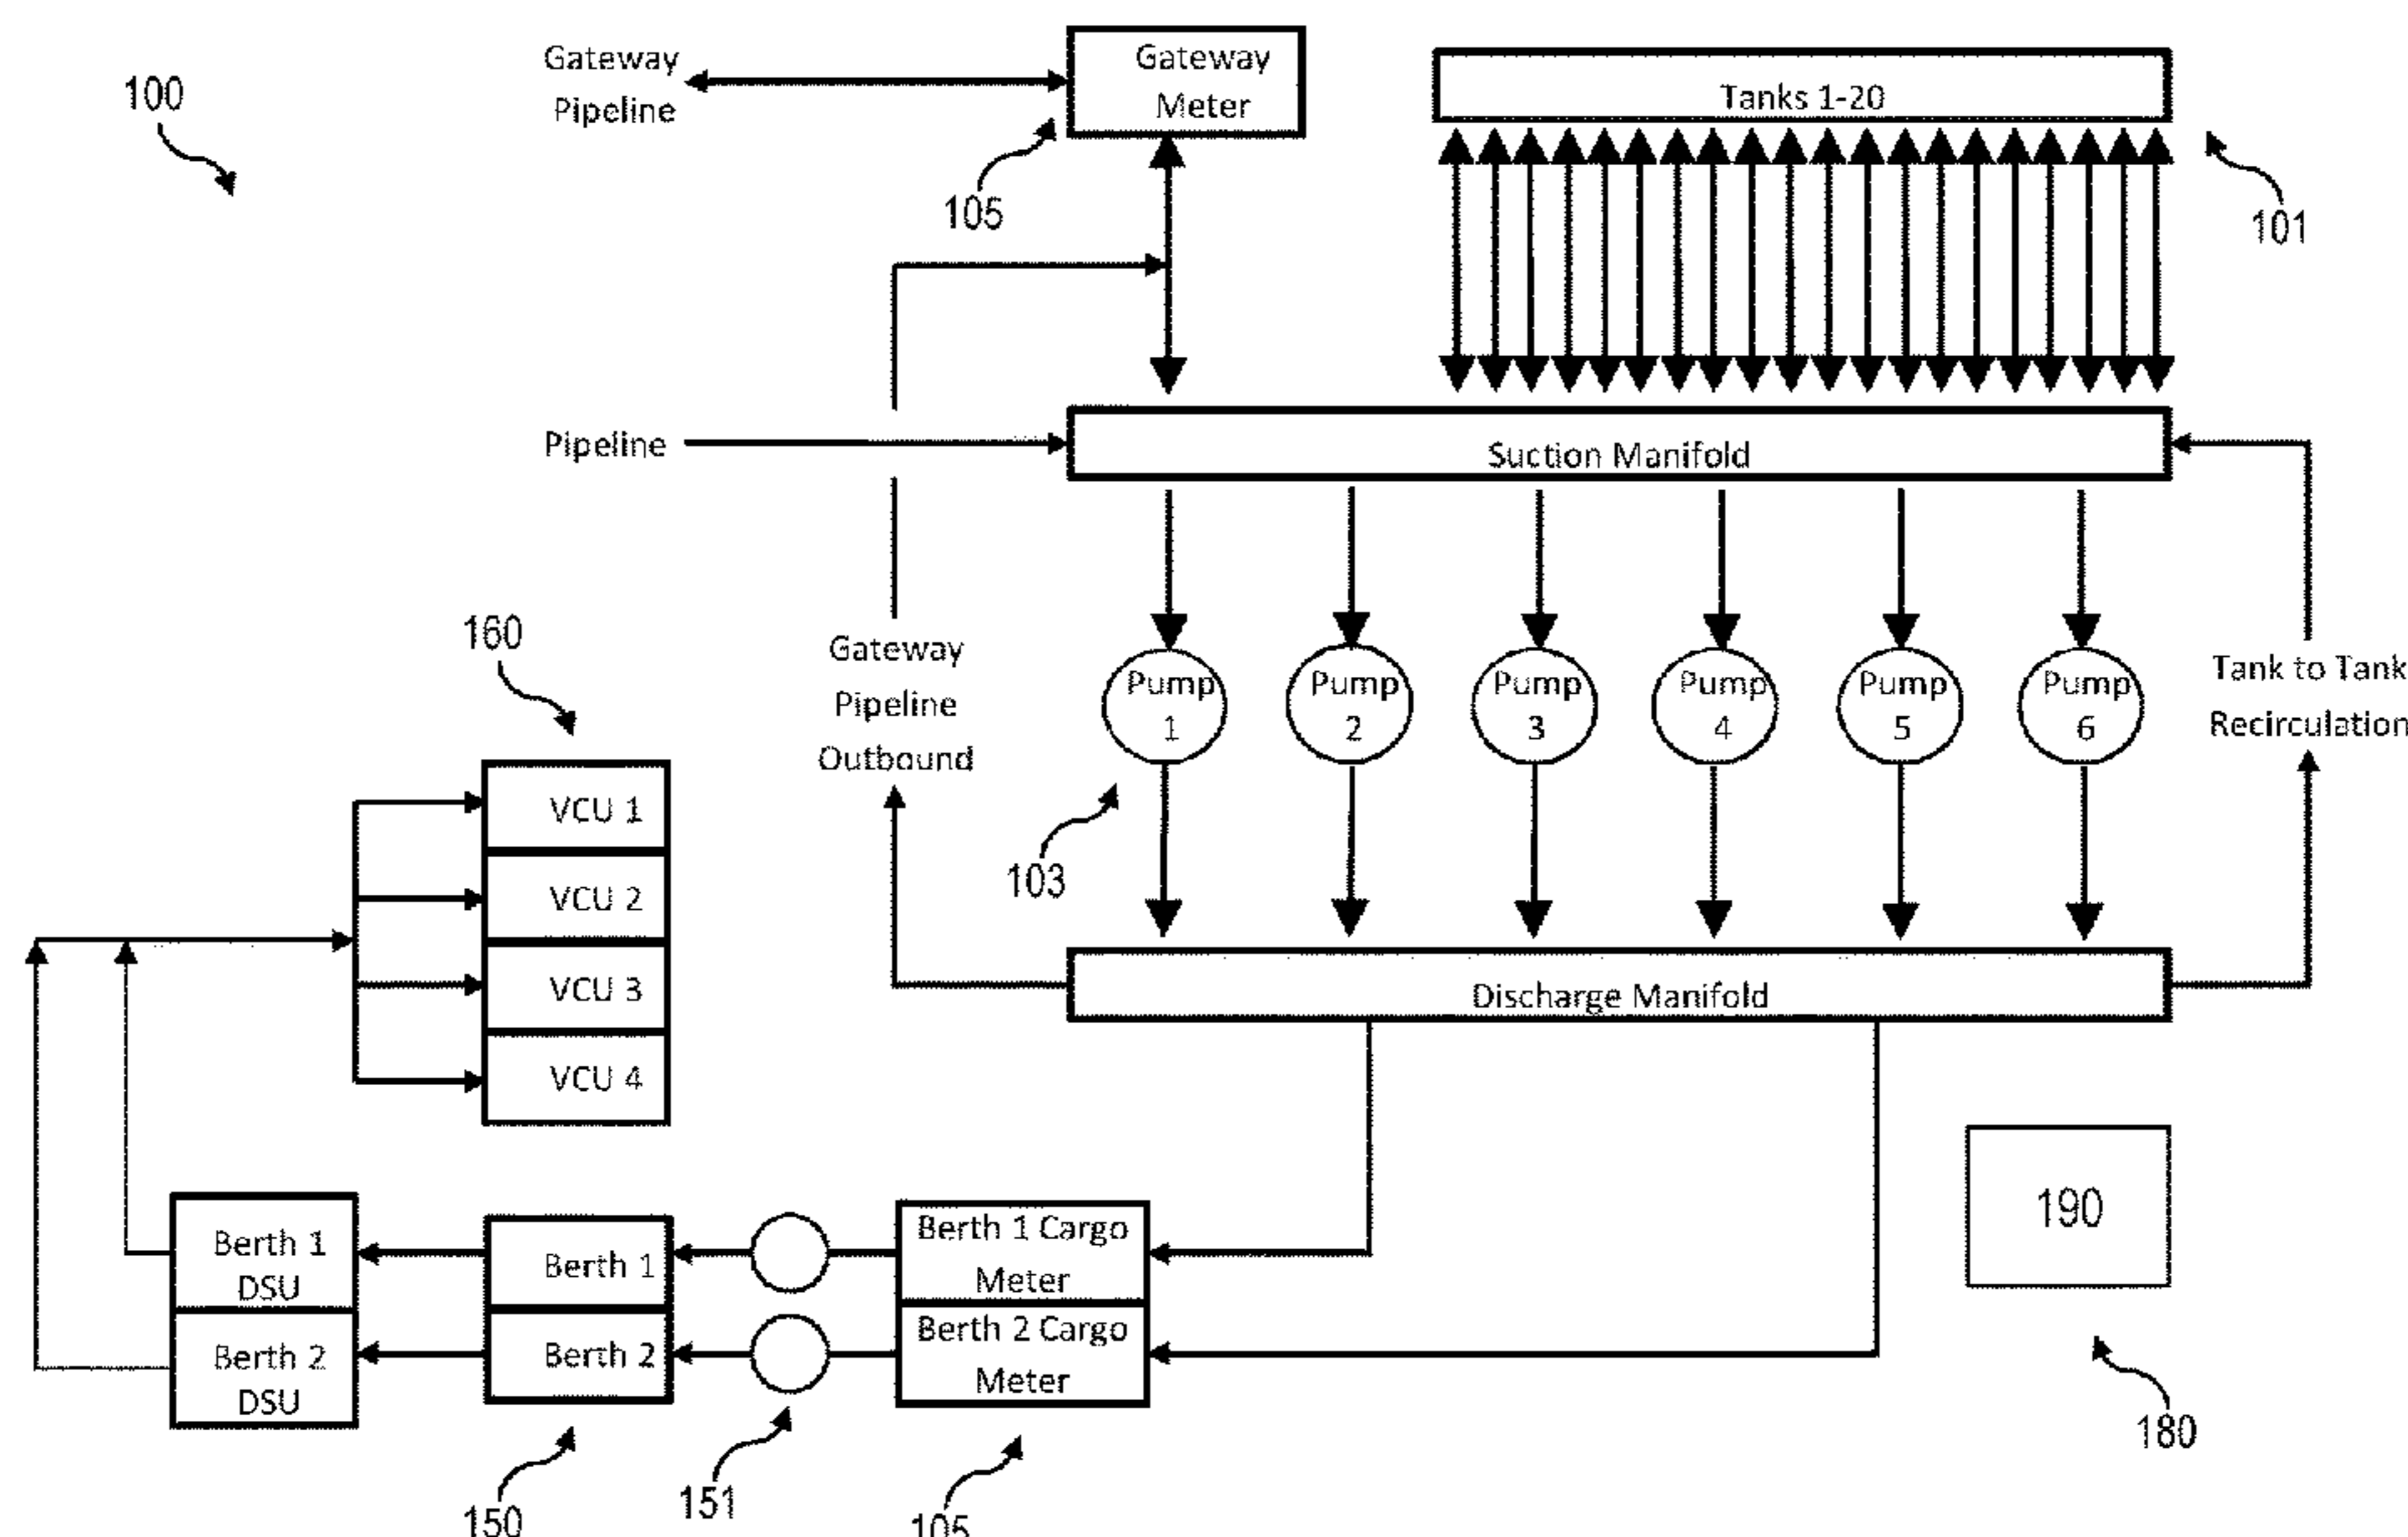 100
Gateway
Pipeline
Gateway
Meter
105
Tanks 1-20
101
Pipeline
Suction Manifold
160
Gateway
Pipeline
Outbound
Pump
1
Pump
2
Pump
3
Pump
4
Pump
5
Pump
6
Tank to Tank
Recirculation
103
VCU 1
VCU 2
VCU 3
VCU 4
Discharge Manifold
190
180
Berth 1
DSU
Berth 2
DSU
Berth 1
Berth 2
Berth 1 Cargo
Meter
Berth 2 Cargo
Meter
150
151
105